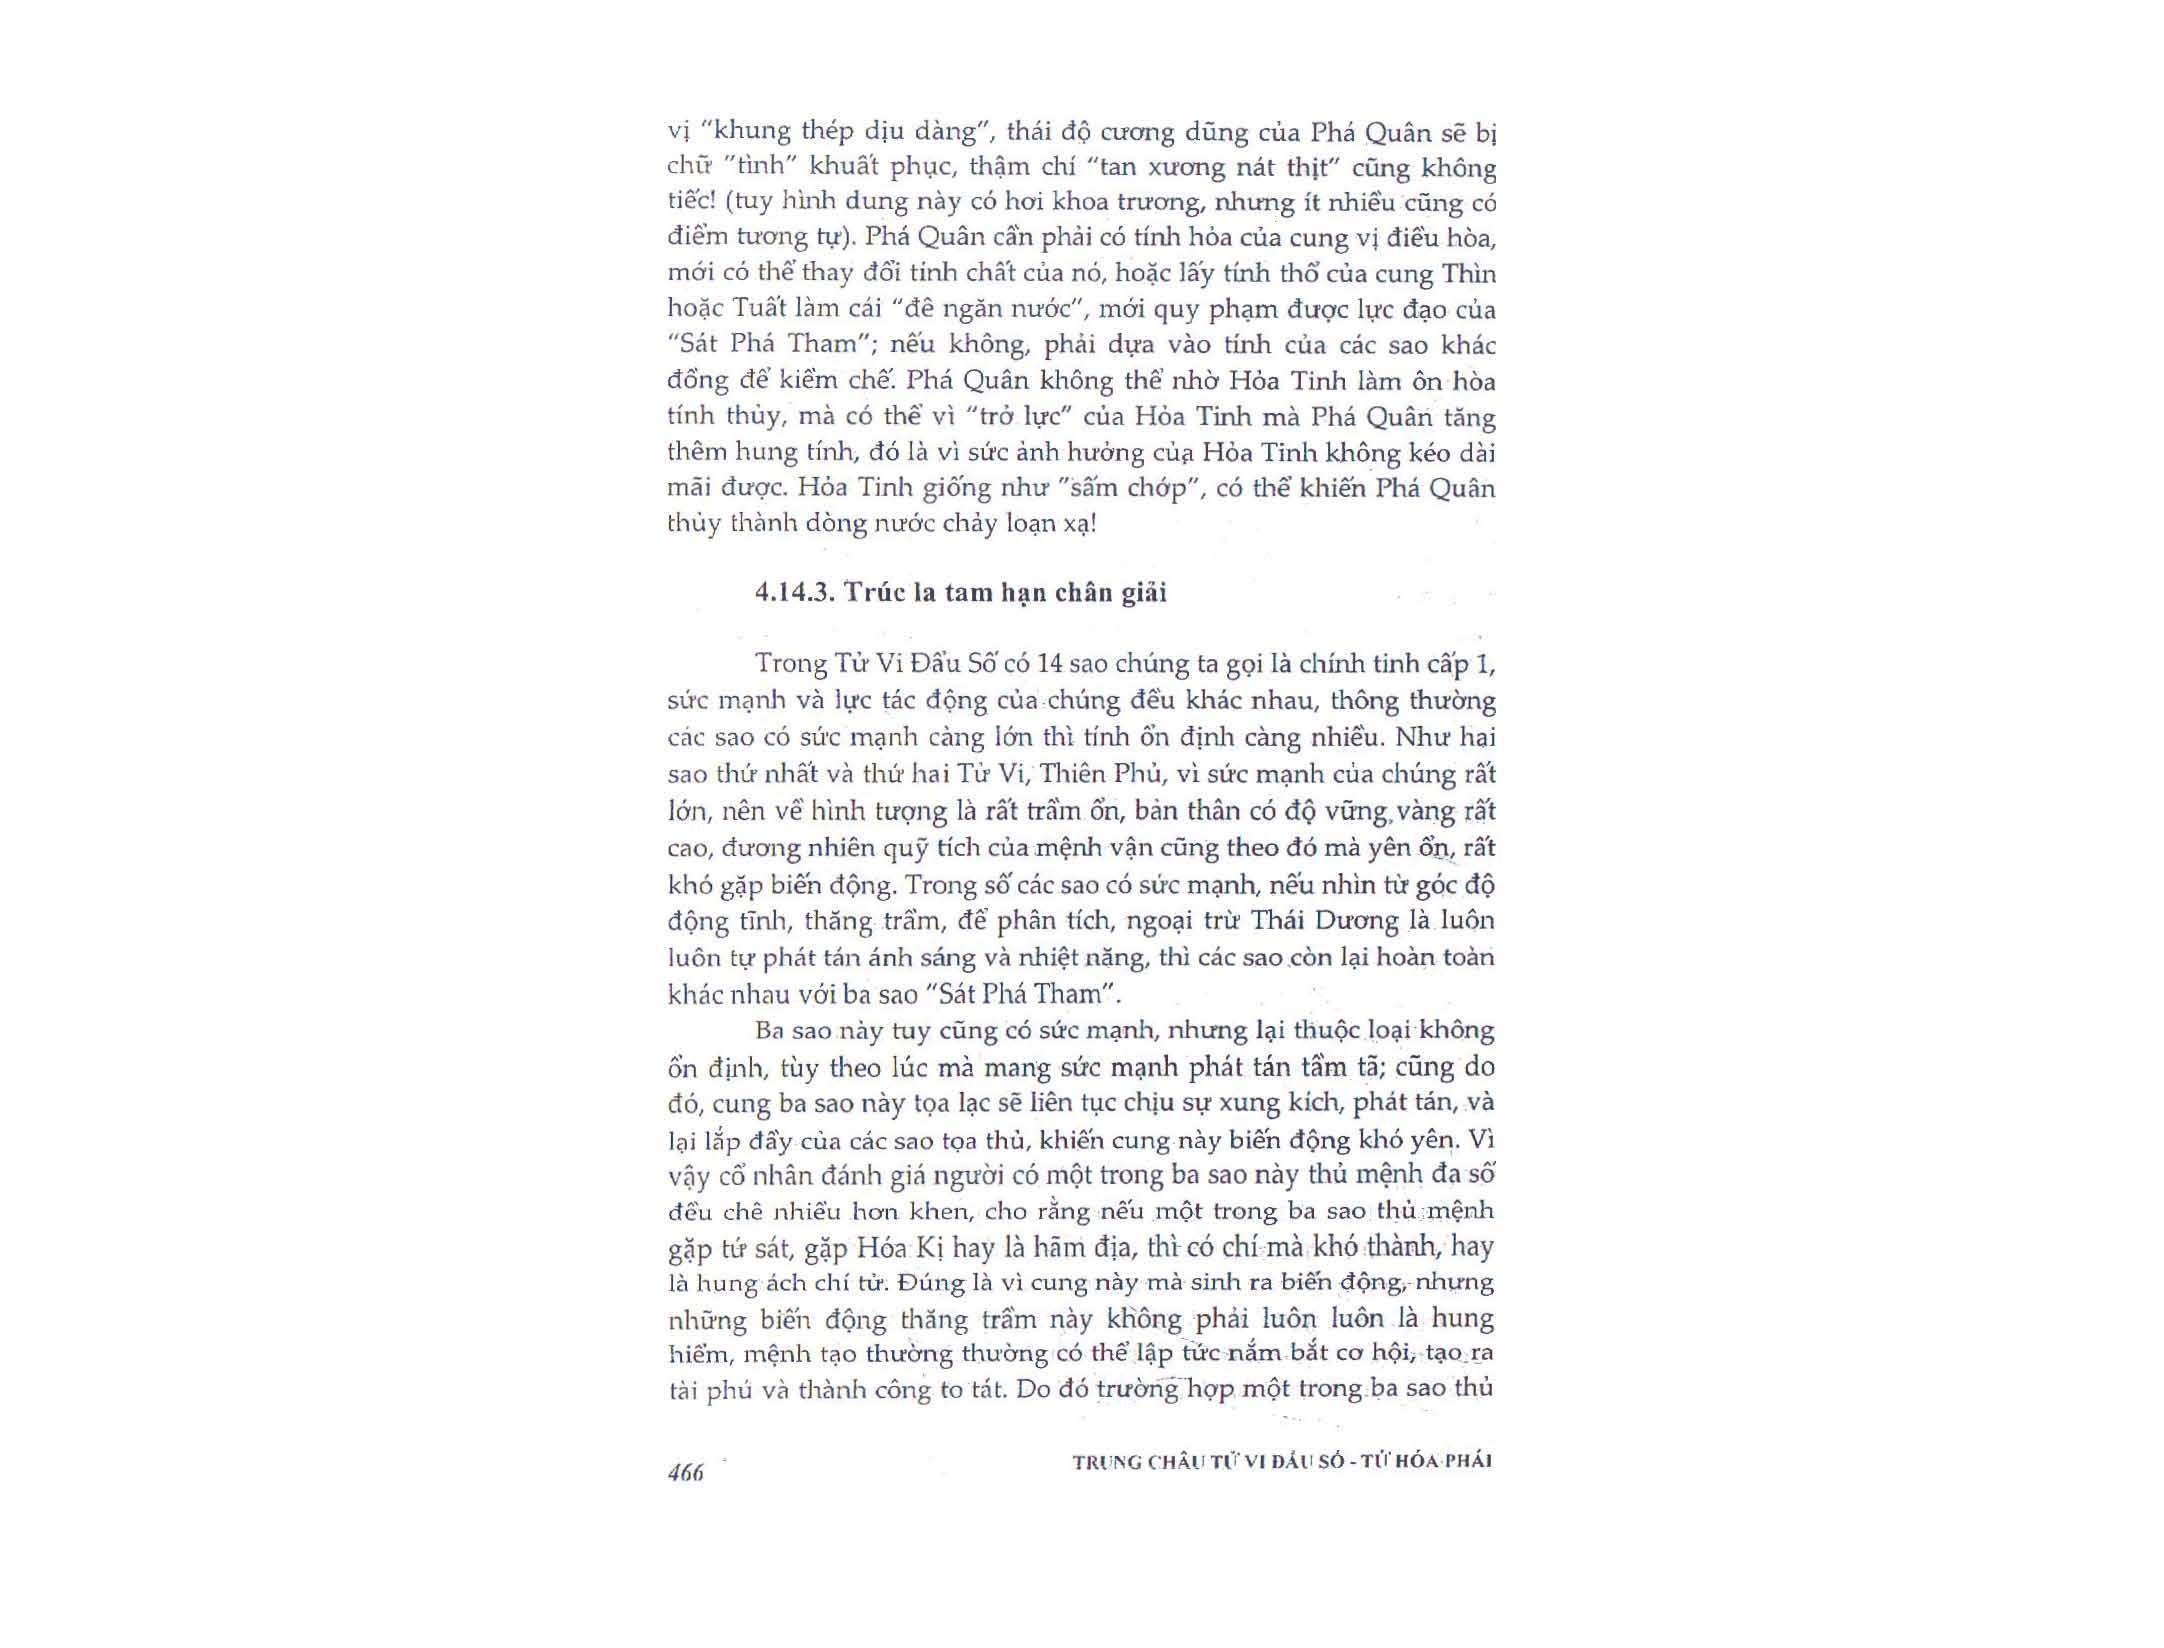 vị "khung thép dịu dàng", thái độ cương dũng của Phá Quân sẽ bị
chữ "tình" khuất phục, thậm chí "tan xương nát thịt" cũng không
tiếc! (tuy hình dung này có hơi khoa trương, nhưng ít nhiều cũng có
điểm tương tự). Phá Quân cần phải có tính hỏa của cung vị điều hòa,
mới có thể thay đổi tính chất của nó, hoặc lấy tính thổ của cung Thìn
hoặc Tuất làm cái "đê ngăn nước", mới quy phạm được lực đạo của
"Sát Phá Tham"; nếu không, phải dựa vào tính của các sao khác
đồng để kiềm chế. Phá Quân không thể nhờ Hỏa Tinh làm ôn hòa
tính thủy, mà có thể vì "trở lực" của Hỏa Tinh mà Phá Quân tăng
thêm hung tính, đó là vì sức ảnh hưởng của Hỏa Tinh không kéo dài
mãi được. Hỏa Tinh giống như "sấm chớp", có thể khiến Phá Quân
thủy thành dòng nước chảy loạn xạ!
4.14.3. Trúc la tam hạn chân giải
Trong Tử Vi Đẩu Số có 14 sao chúng ta gọi là chính tinh cấp 1,
sức mạnh và lực tác động của chúng đều khác nhau, thông thường
các sao có sức mạnh càng lớn thì tính ổn định càng nhiều. Như hai
sao thứ nhất và thứ hai Tử Vi, Thiên Phủ, vì sức mạnh của chúng rất
lớn, nên về hình tượng là rất trầm ổn, bản thân có độ vững vàng rất
cao, đương nhiên quỹ tích của mệnh vận cũng theo đó mà yên ổn, rất
khó gặp biến động. Trong số các sao có sức mạnh, nếu nhìn từ góc độ
động tĩnh, thăng trầm, để phân tích, ngoại trừ Thái Dương là luôn
luôn tự phát tán ánh sáng và nhiệt năng, thì các sao còn lại hoàn toàn
khác nhau với ba sao "Sát Phá Tham".
Ba sao này tuy cũng có sức mạnh, nhưng lại thuộc loại không
ổn định, tùy theo lúc mà mang sức mạnh phát tán tầm tã; cũng do
đó, cung ba sao này tọa lạc sẽ liên tục chịu sự xung kích, phát tán, và
lại lắp đầy của các sao tọa thủ, khiến cung này biến động khó yên. Vì
vậy cổ nhân đánh giá người có một trong ba sao này thủ mệnh đa số
đều chê nhiều hơn khen, cho rằng nếu một trong ba sao thủ mệnh
gặp tứ sát, gặp Hóa Kị hay là hãm địa, thì có chí mà khó thành, hay
là hung ách chí tử. Đúng là vì cung này mà sinh ra biến động, nhưng
những biến động thăng trầm này không phải luôn luôn là hung
hiểm, mệnh tạo thường thường có thể lập tức nắm bắt cơ hội, tạo ra
tài phú và thành công to tát. Do đó trường hợp một trong ba sao thủ
466
TRUNG CHÂU TỬ VI ĐẨU SỐ - TỨ HÓA PHÁI